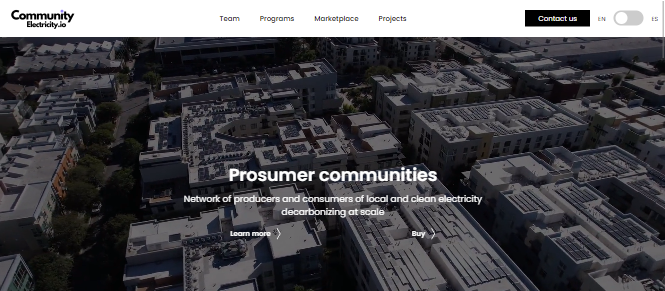 Community
Electricity.io
Team Programs Marketplace Projects
Contact us
EN ES
Prosumer communities
Network of producers and consumers of local and clean electricity
decarbonizing at scale
Learn more Buy